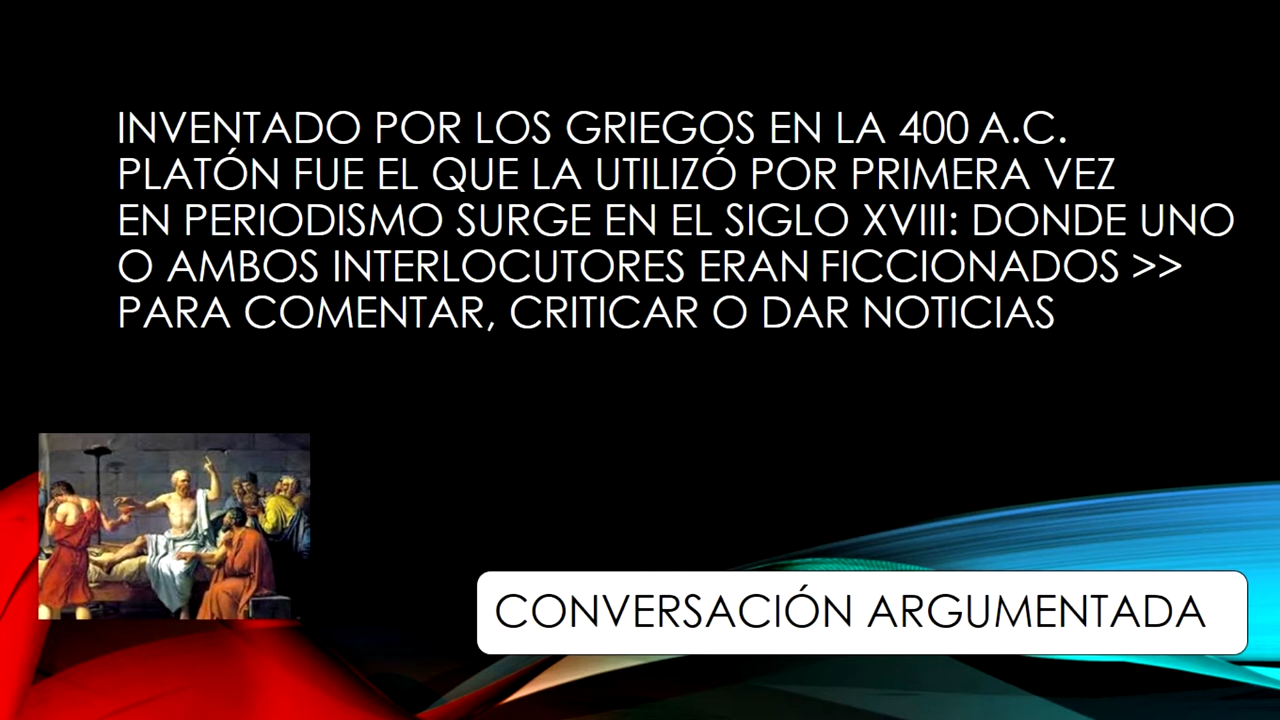 INVENTADO POR LOS GRIEGOS EN LA 400 A.C.
PLATÓN FUE EL QUE LA UTILIZÓ POR PRIMERA VEZ
EN PERIODISMO SURGE EN EL SIGLO XVIII: DONDE UNO
O AMBOS INTERLOCUTORES ERAN FICCIONADOS >>
PARA COMENTAR, CRITICAR O DAR NOTICIAS
CONVERSACIÓN ARGUMENTADA